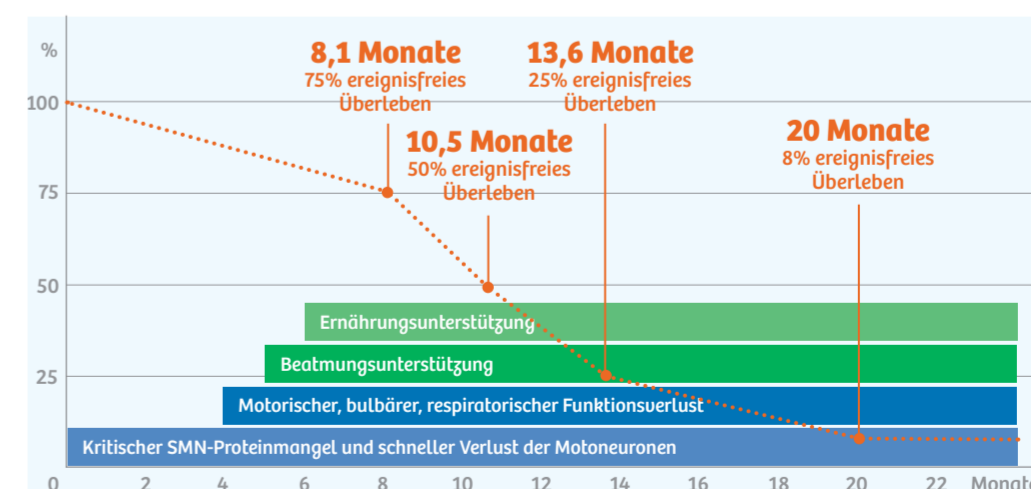 %
100
75
50
25
8,1 Monate
75% ereignisfreies
Überleben
10,5 Monate
50% ereignisfreies
Überleben
13,6 Monate
25% ereignisfreies
Überleben
20 Monate
8% ereignisfreies
Überleben
Ernährungsunterstützung
Beatmungsunterstützung
Motorischer, bulbärer, respiratorischer Funktionsverlust
Kritischer SMN-Proteinmangel und schneller Verlust der Motoneuronen
0 2 4 6 8 10 12 14 16 18 20 22 Monate